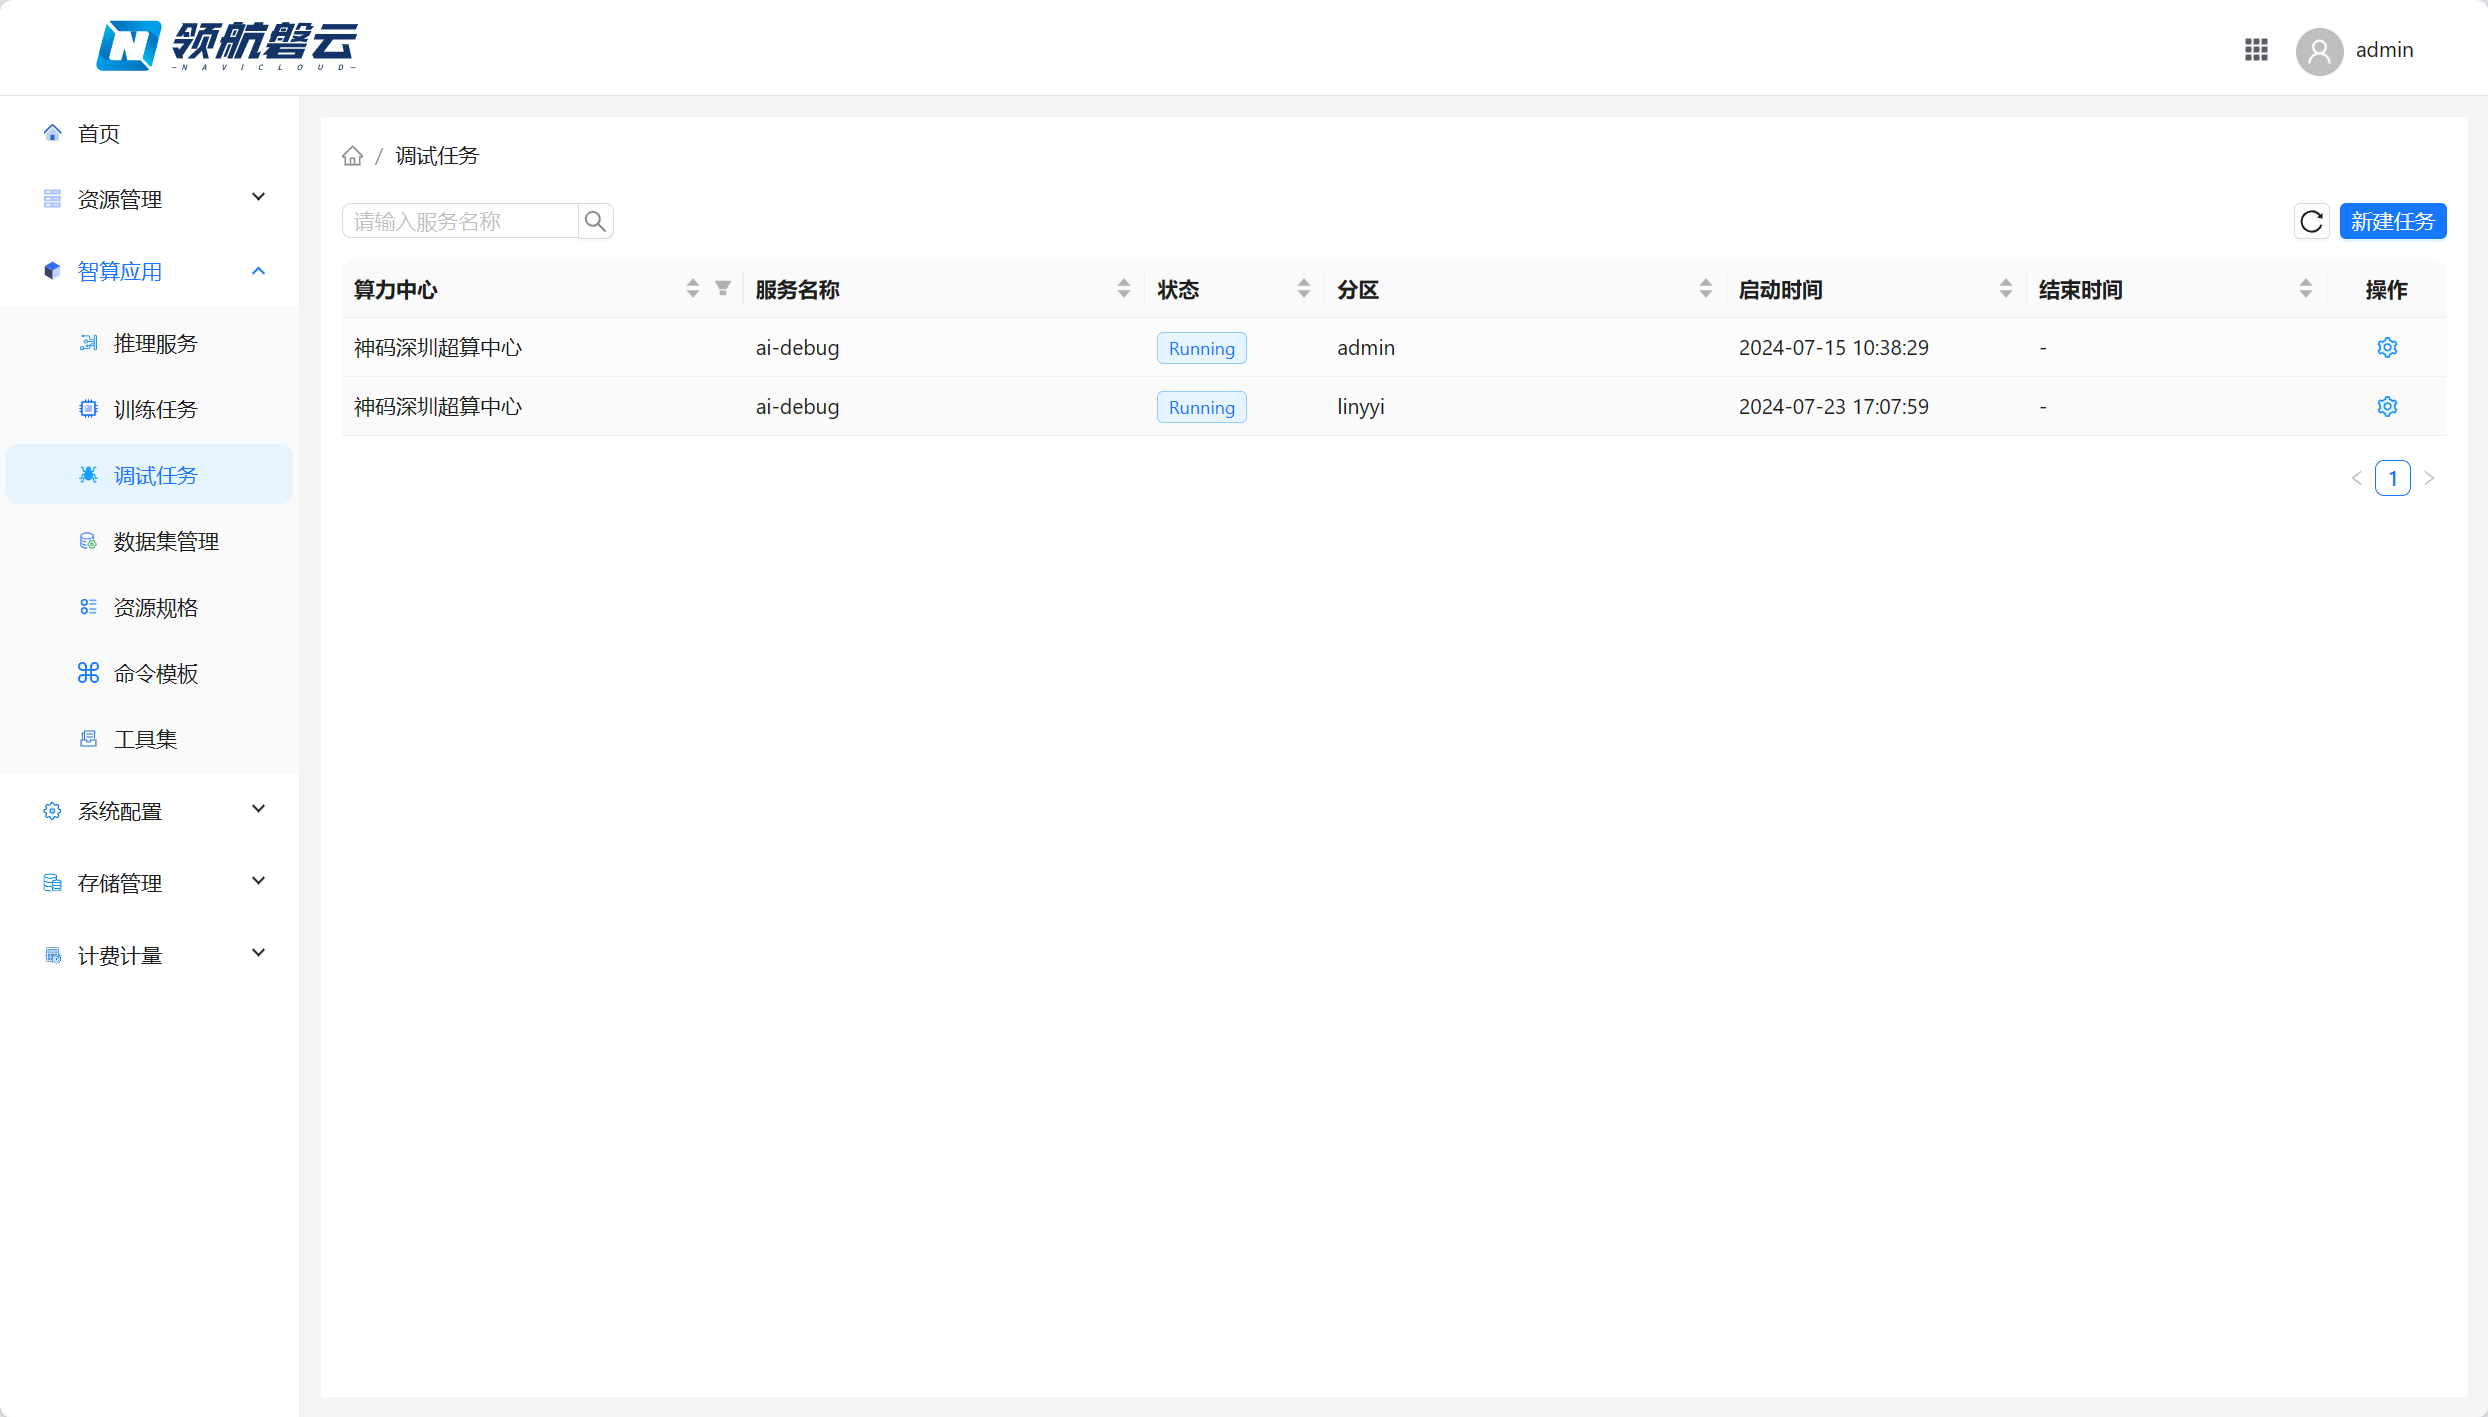 领航磐云
-NAVICLOUD-
admin
首页
资源管理
智算应用
推理服务
训练任务
调试任务
数据集管理
资源规格
命令模板
工具集
系统配置
存储管理
计费计量
/ 调试任务
请输入服务名称
新建任务
算力中心 服务名称 状态 分区 启动时间 结束时间 操作
神码深圳超算中心 ai-debug Running admin 2024-07-15 10:38:29 -
神码深圳超算中心 ai-debug Running linyyi 2024-07-23 17:07:59 -
< 1 >